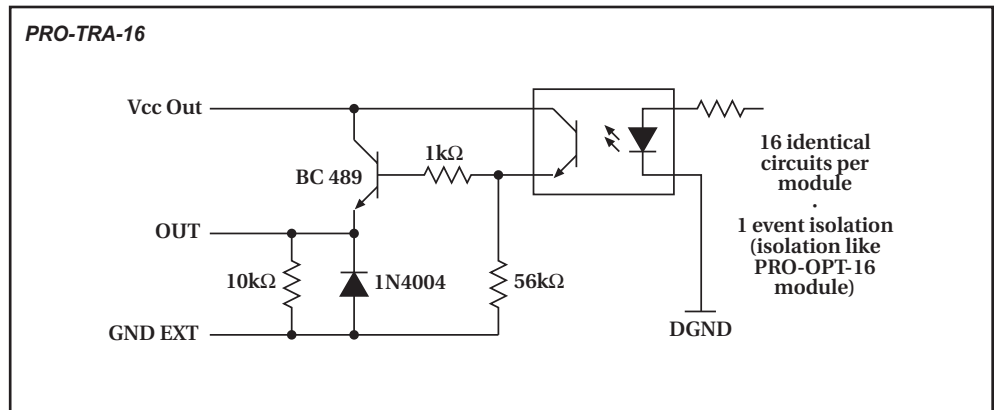 PRO-TRA-16
Vcc Out
1kΩ
BC 489
OUT
10kΩ
1N4004
56kΩ
GND EXT
DGND
16 identical
circuits per
module
.
1 event isolation
(isolation like
PRO-OPT-16
module)